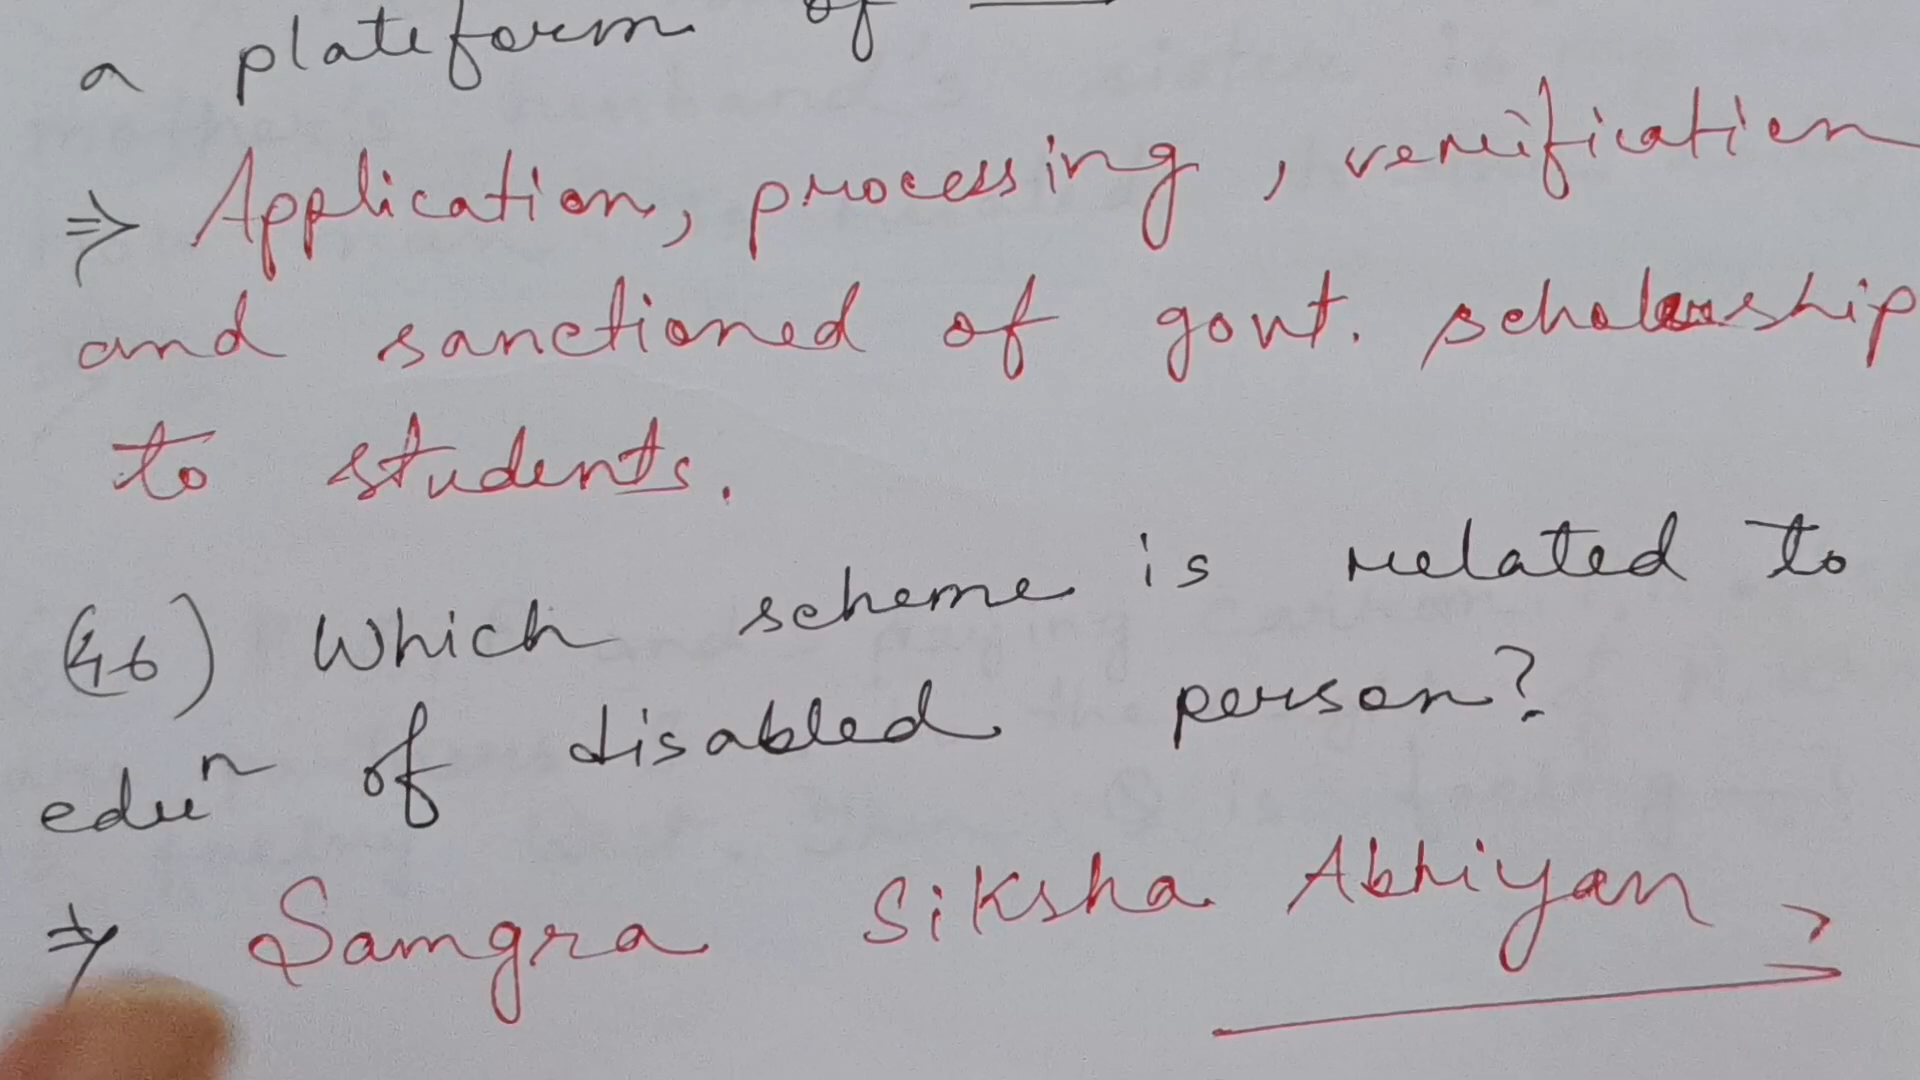 a plateform of
⇒ Application, processing, verification
and sanctioned of govt. scholarship
to students.
(46) Which scheme is related to
eduⁿ of disabled person?
⇒ Samgra Siksha Abhiyan